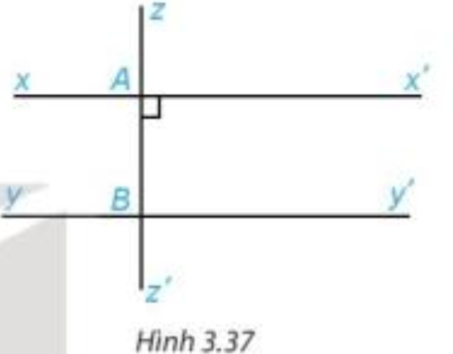 z
x A x′
y B y′
z′
Hình 3.37